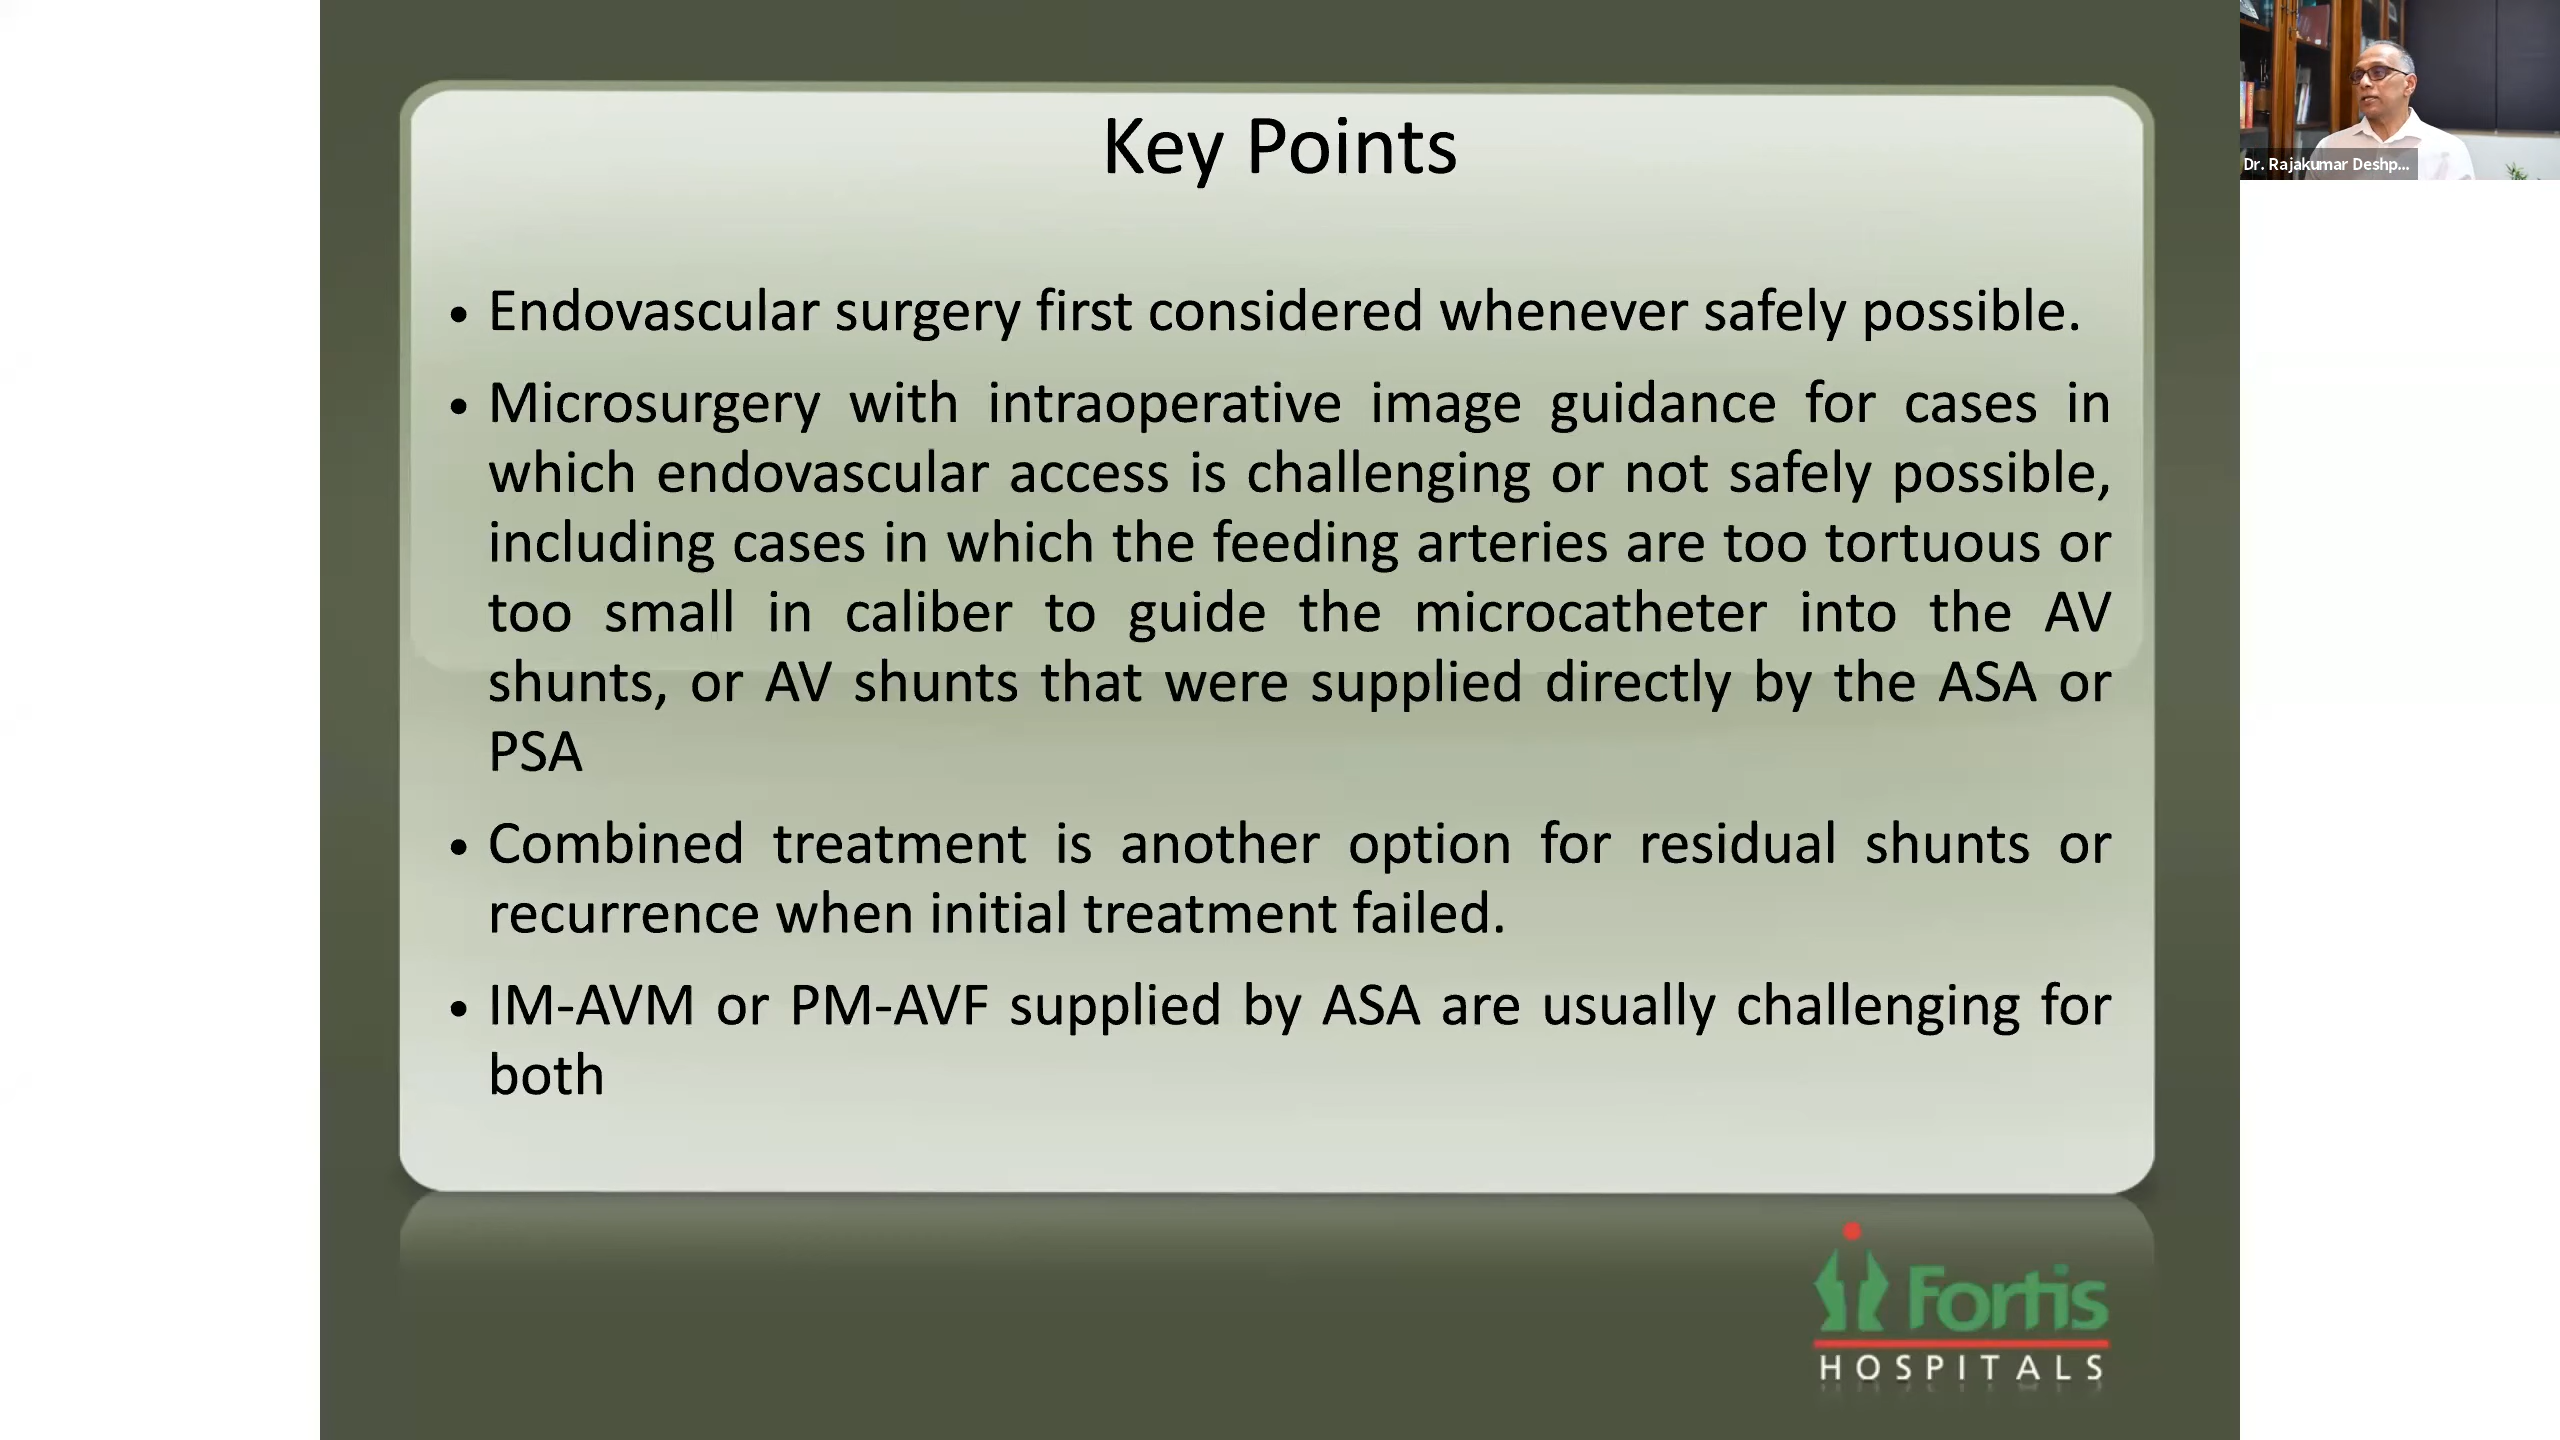 Key Points
• Endovascular surgery first considered whenever safely possible.
• Microsurgery with intraoperative image guidance for cases in
which endovascular access is challenging or not safely possible,
including cases in which the feeding arteries are too tortuous or
too small in caliber to guide the microcatheter into the AV
shunts, or AV shunts that were supplied directly by the ASA or
PSA
• Combined treatment is another option for residual shunts or
recurrence when initial treatment failed.
• IM-AVM or PM-AVF supplied by ASA are usually challenging for
both
Fortis
HOSPITALS
Dr. Rajakumar Deshp...